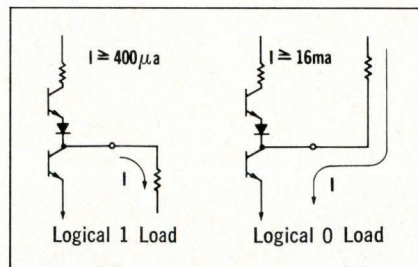 I ≧ 400μa
I ≧ 16ma
I
I
Logical 1 Load
Logical 0 Load